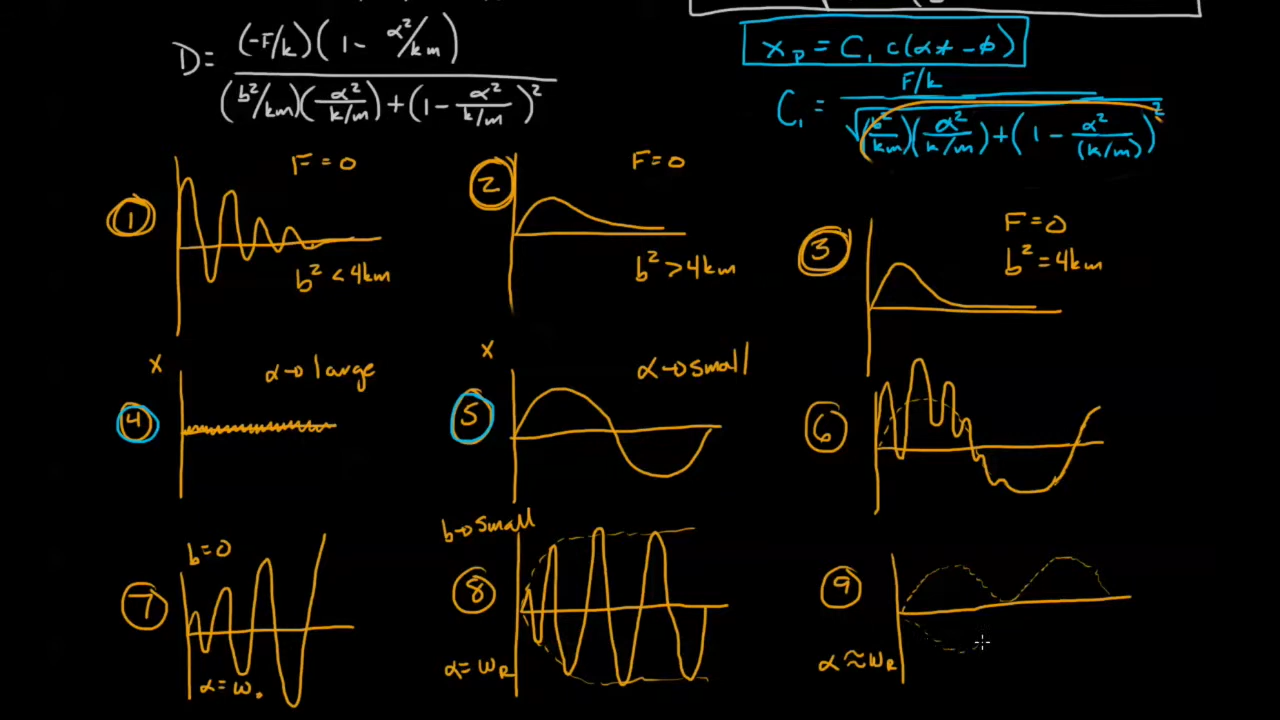 D = (-F/k)(1 - α²/k/m) / (b²/km)(α²/k/m) + (1 - α²/k/m)²
x_p = C₁ c(αt - φ)
C₁ = F/k / √(b²/km)(α²/k/m) + (1 - α²/(k/m))²
1
F = 0
b² < 4km
2
F = 0
b² > 4km
3
F = 0
b² = 4km
x
4
α → large
x
5
α → small
6
7
b = 0
α = ω₀
8
b → small
α = ω_R
9
α ≈ ω_R